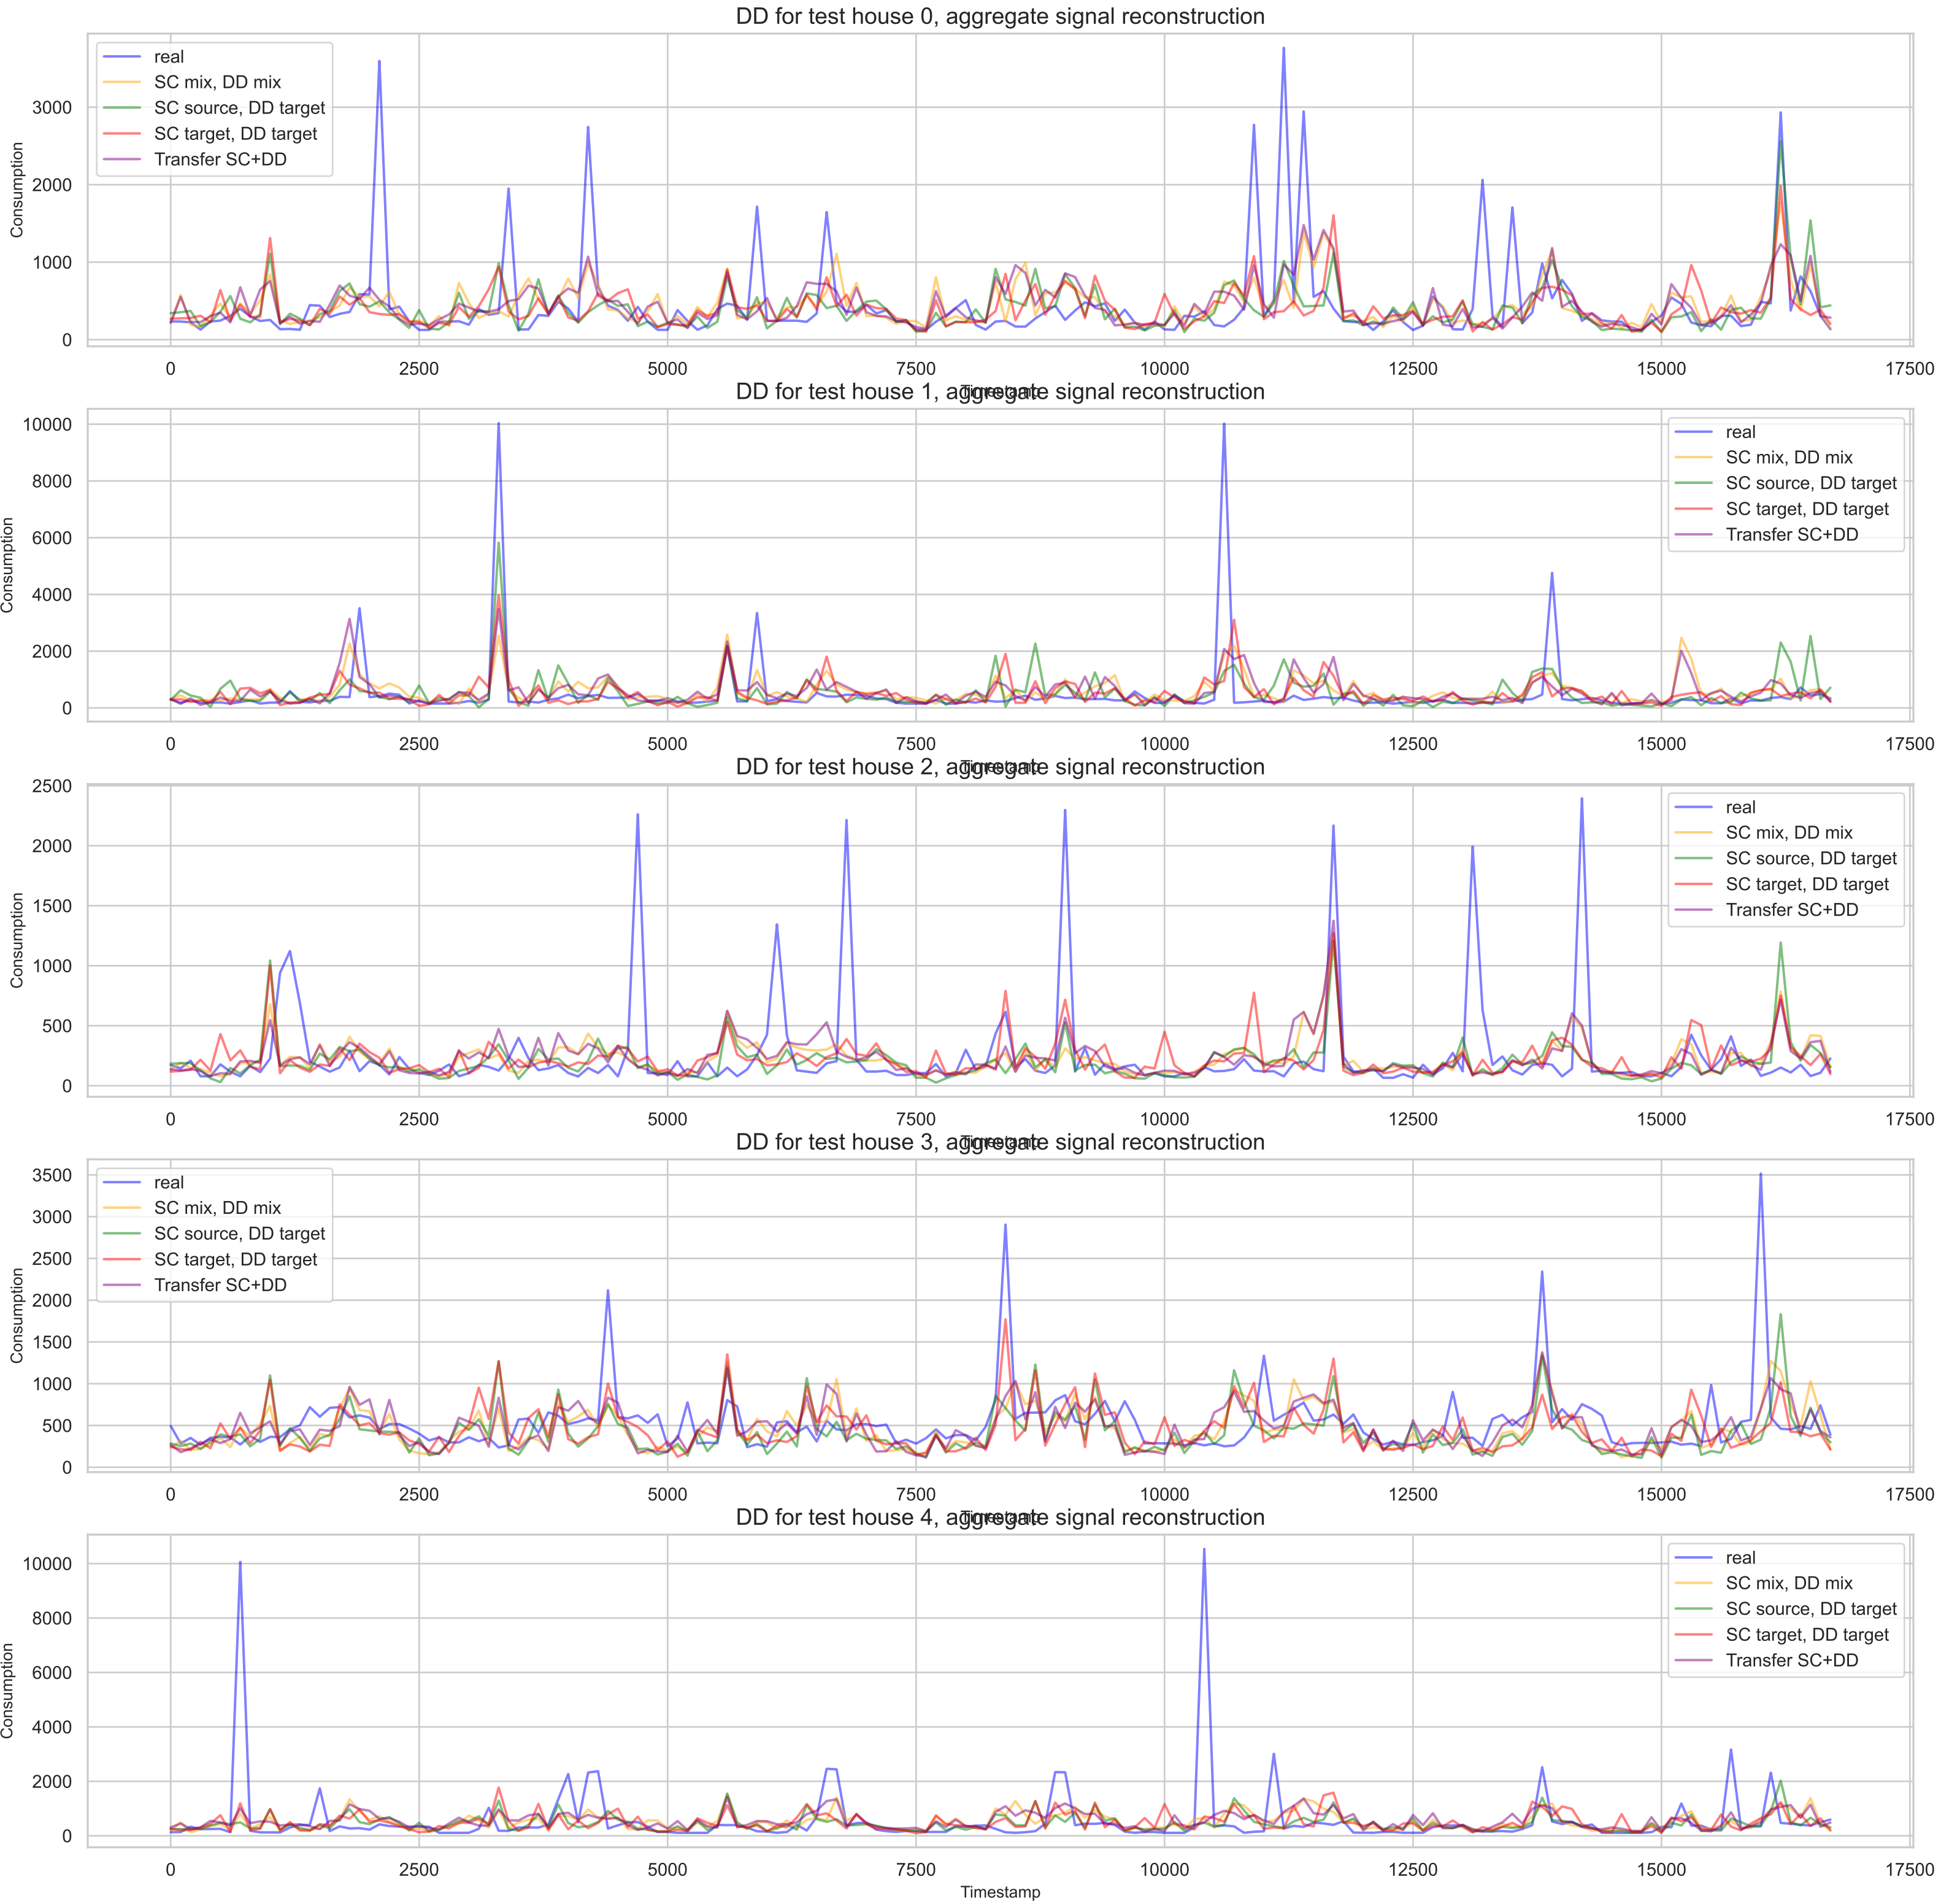 DD for test house 0, aggregate signal reconstruction
real
SC mix, DD mix
SC source, DD target
SC target, DD target
Transfer SC+DD
Consumption
3000
2000
1000
0
0 2500 5000 7500 10000 12500 15000 17500
Timestamp
DD for test house 1, aggregate signal reconstruction
real
SC mix, DD mix
SC source, DD target
SC target, DD target
Transfer SC+DD
Consumption
10000
8000
6000
4000
2000
0
0 2500 5000 7500 10000 12500 15000 17500
Timestamp
DD for test house 2, aggregate signal reconstruction
real
SC mix, DD mix
SC source, DD target
SC target, DD target
Transfer SC+DD
Consumption
2500
2000
1500
1000
500
0
0 2500 5000 7500 10000 12500 15000 17500
Timestamp
DD for test house 3, aggregate signal reconstruction
real
SC mix, DD mix
SC source, DD target
SC target, DD target
Transfer SC+DD
Consumption
3500
3000
2500
2000
1500
1000
500
0
0 2500 5000 7500 10000 12500 15000 17500
Timestamp
DD for test house 4, aggregate signal reconstruction
real
SC mix, DD mix
SC source, DD target
SC target, DD target
Transfer SC+DD
Consumption
10000
8000
6000
4000
2000
0
0 2500 5000 7500 10000 12500 15000 17500
Timestamp